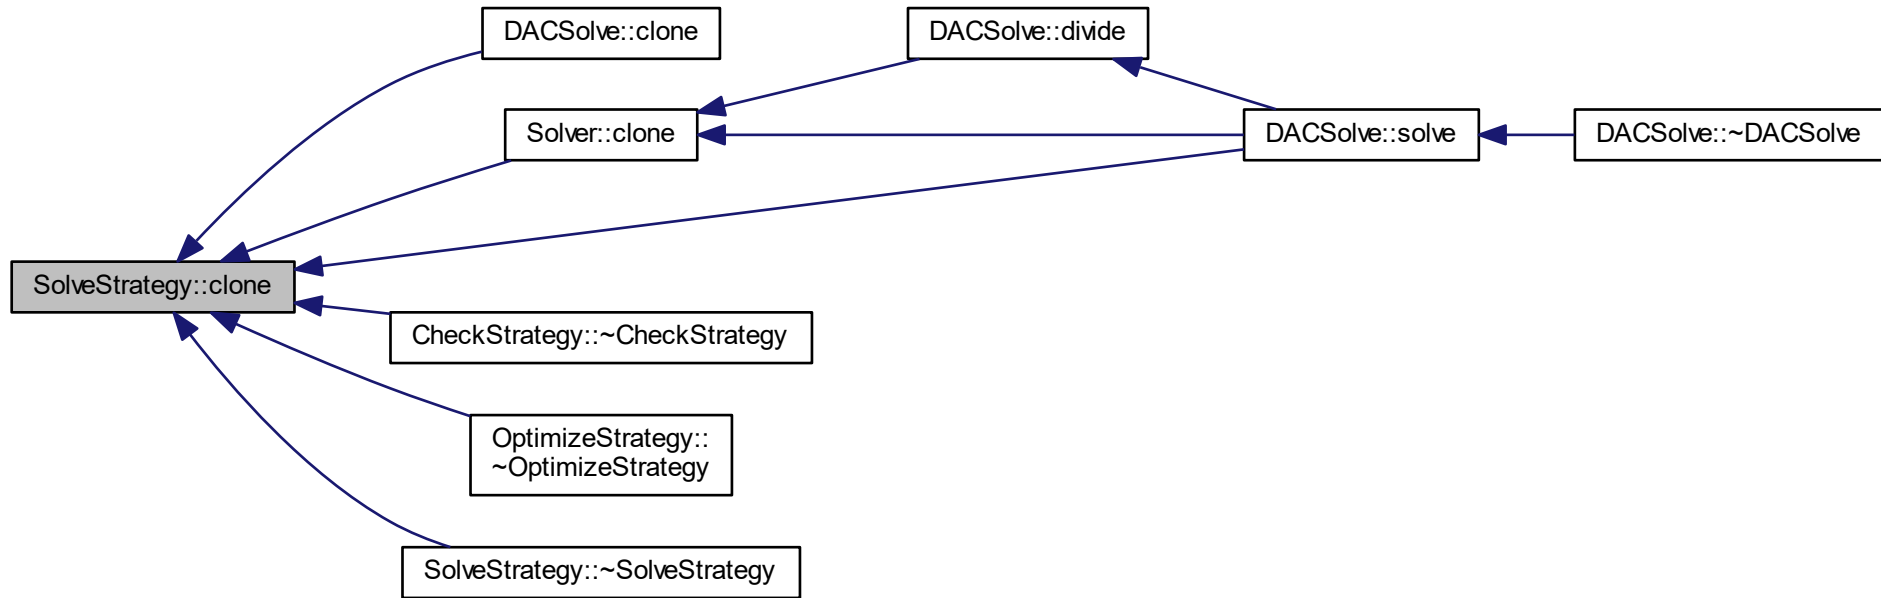 DACSolve::clone
DACSolve::divide
Solver::clone
DACSolve::solve
DACSolve::~DACSolve
SolveStrategy::clone
CheckStrategy::~CheckStrategy
OptimizeStrategy::
~OptimizeStrategy
SolveStrategy::~SolveStrategy